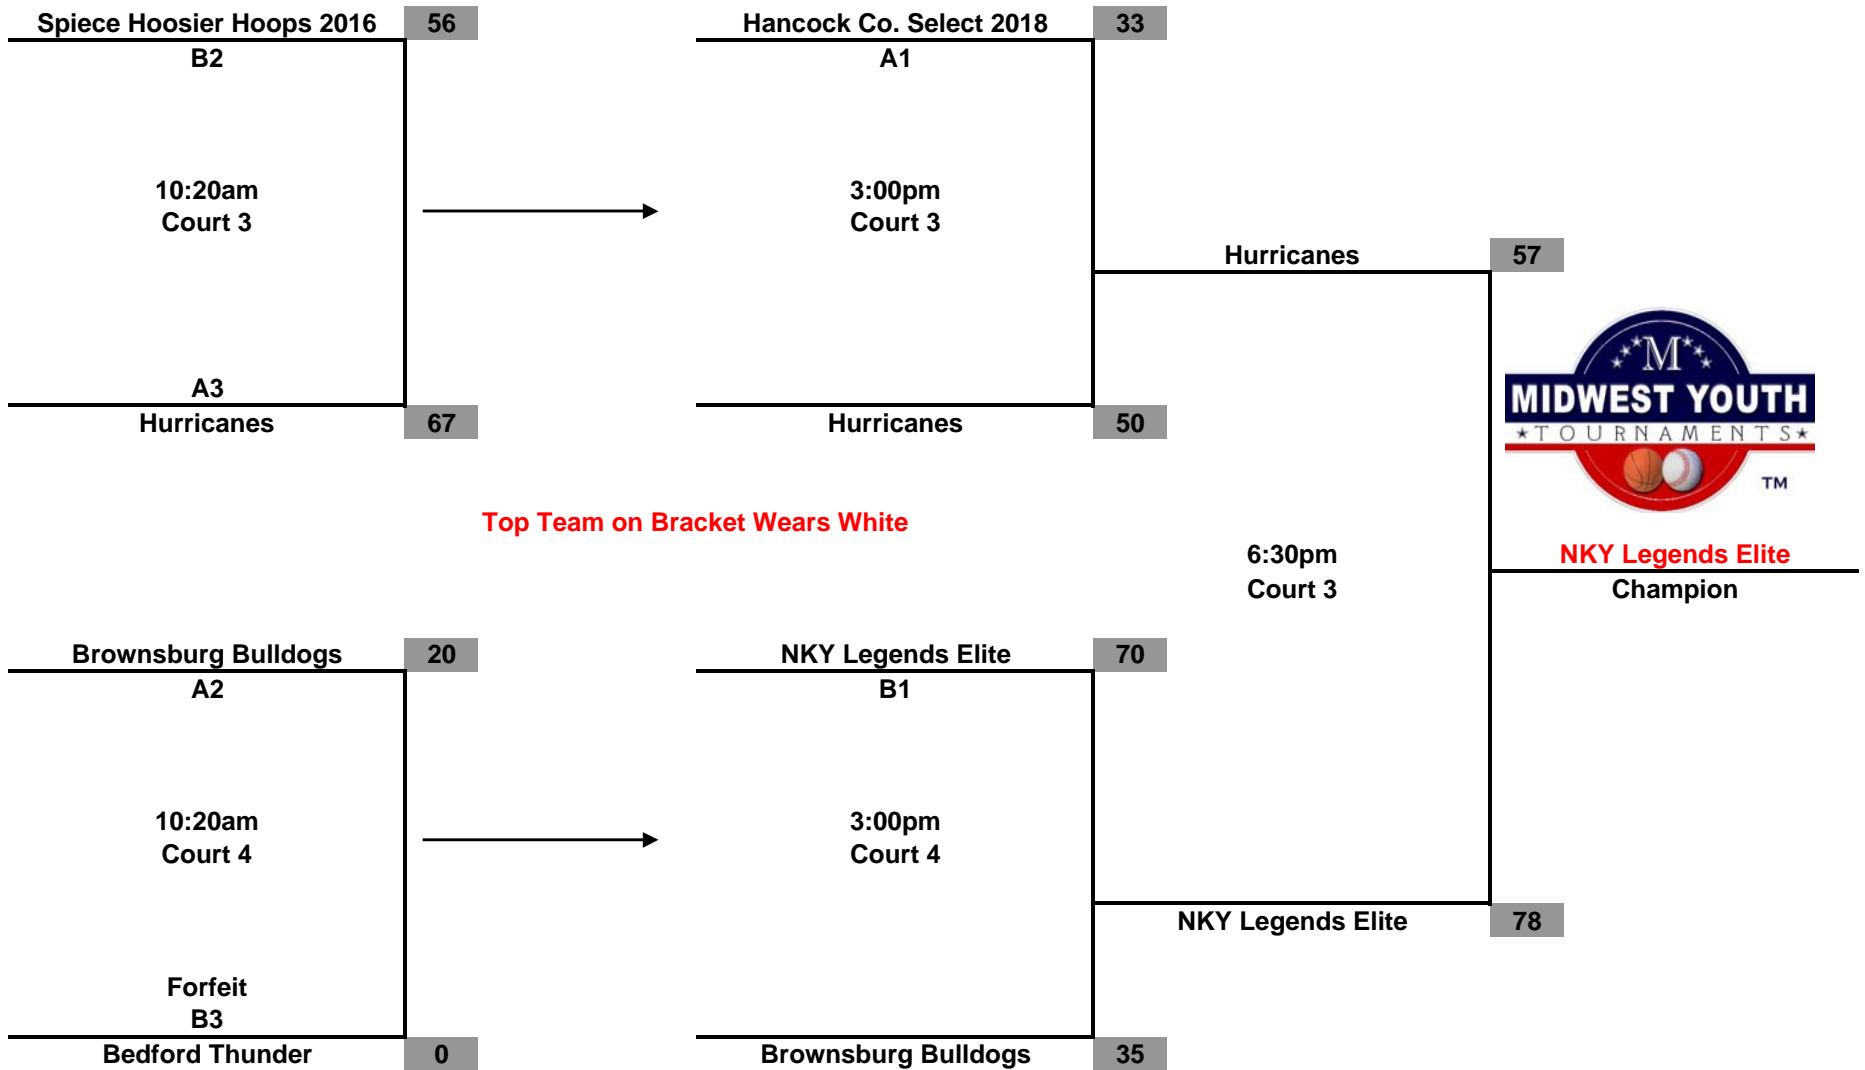 Spiece Hoosier Hoops 2016 56
B2
10:20am
Court 3
A3
Hurricanes 67
Hancock Co. Select 2018 33
A1
3:00pm
Court 3
Hurricanes 50
Hurricanes 57
M
MIDWEST YOUTH
TOURNAMENTS
TM
Top Team on Bracket Wears White
6:30pm
Court 3
NKY Legends Elite
Champion
Brownsburg Bulldogs 20
A2
10:20am
Court 4
Forfeit
B3
Bedford Thunder 0
NKY Legends Elite 70
B1
3:00pm
Court 4
Brownsburg Bulldogs 35
NKY Legends Elite 78